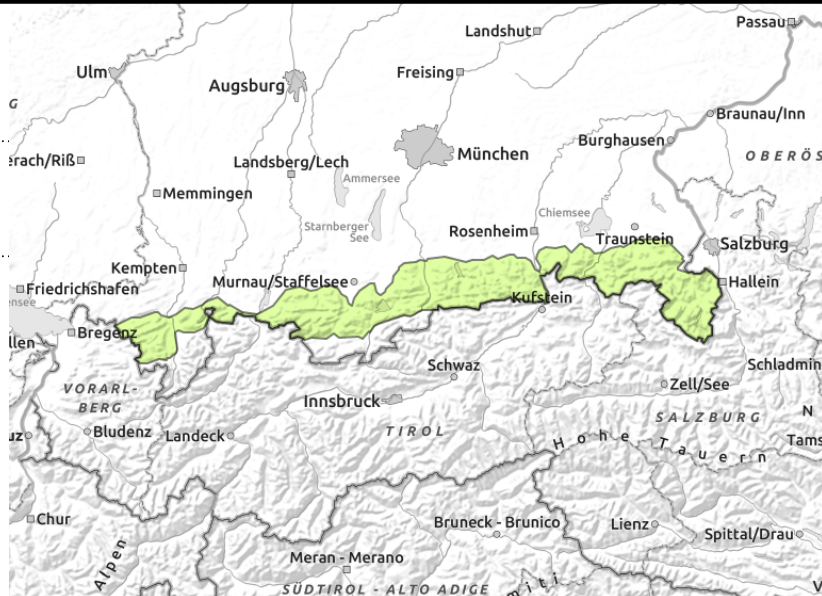 Passau
Landshut
Ulm
Freising
Augsburg
G
Braunau/Inn
Burghausen
München
OBERÖS
erach/Riß
Landsberg/Lech
Ammersee
Memmingen
Chiemsee
Starnberger
See
Rosenheim
Traunstein
Salzburg
Kempten
Murnau/Staffelsee
Hallein
Friedrichshafen
ensee
Kufstein
Bregenz
llen
Schwaz
Schladmin
VORARL-
BERG
Zell/See
Innsbruck
SALZBURG
N
TIROL
uz
Bludenz
Landeck
Hohe Tauern
Tams
Chur
Bruneck - Brunico
Lienz
Spittal/Drau
Alpen
Meran - Merano
SÜDTIROL - ALTO ADIGE
miti
V